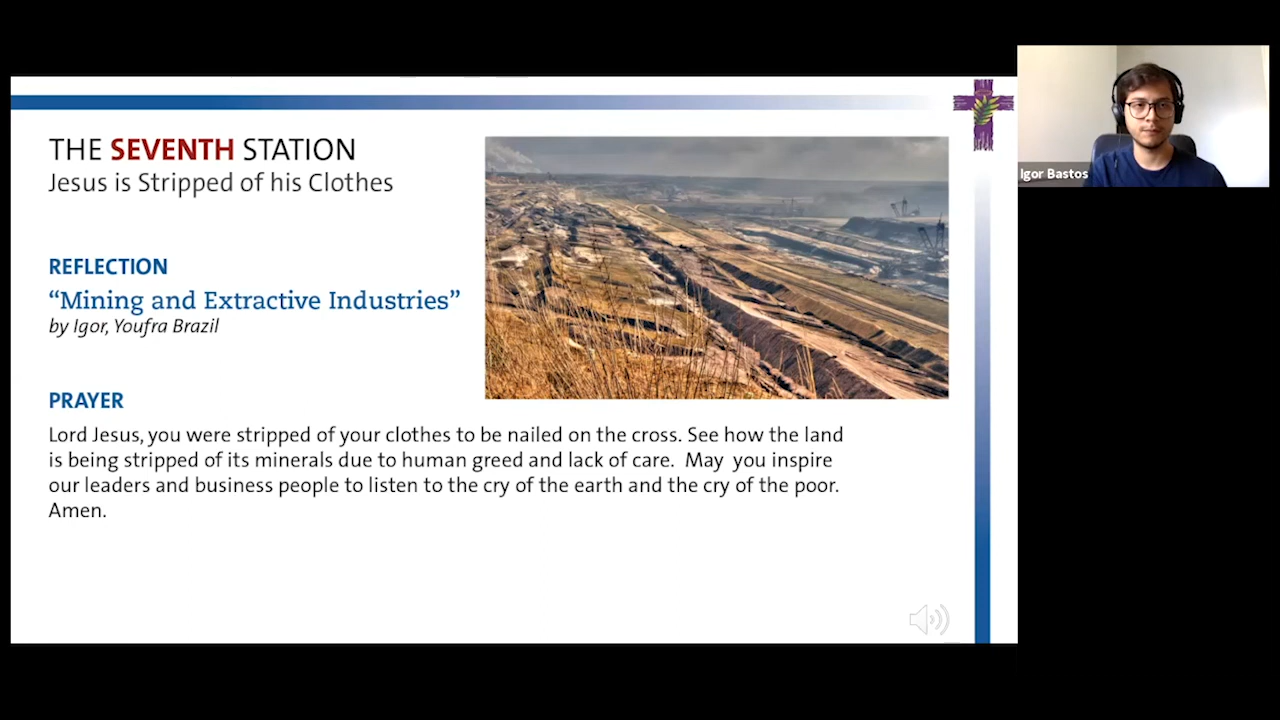 THE SEVENTH STATION
Jesus is Stripped of his Clothes
REFLECTION
“Mining and Extractive Industries”
by Igor, Youfra Brazil
PRAYER
Lord Jesus, you were stripped of your clothes to be nailed on the cross. See how the land
is being stripped of its minerals due to human greed and lack of care. May you inspire
our leaders and business people to listen to the cry of the earth and the cry of the poor.
Amen.
Igor Bastos